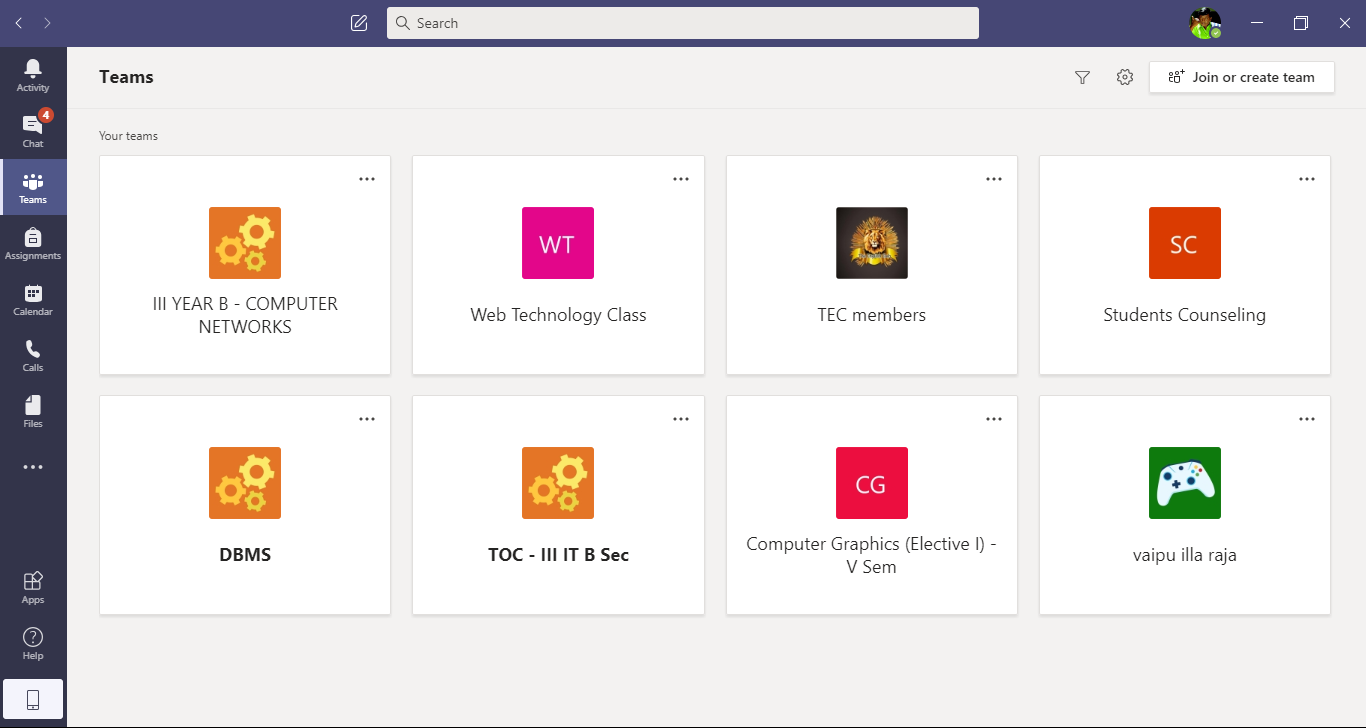 Search
Activity
4
Chat
Teams
Assignments
Calendar
Calls
Files
Apps
Help
Teams
Join or create team
Your teams
III YEAR B - COMPUTER
NETWORKS
WT
Web Technology Class
TEC members
SC
Students Counseling
DBMS
TOC - III IT B Sec
CG
Computer Graphics (Elective I) -
V Sem
vaipu illa raja